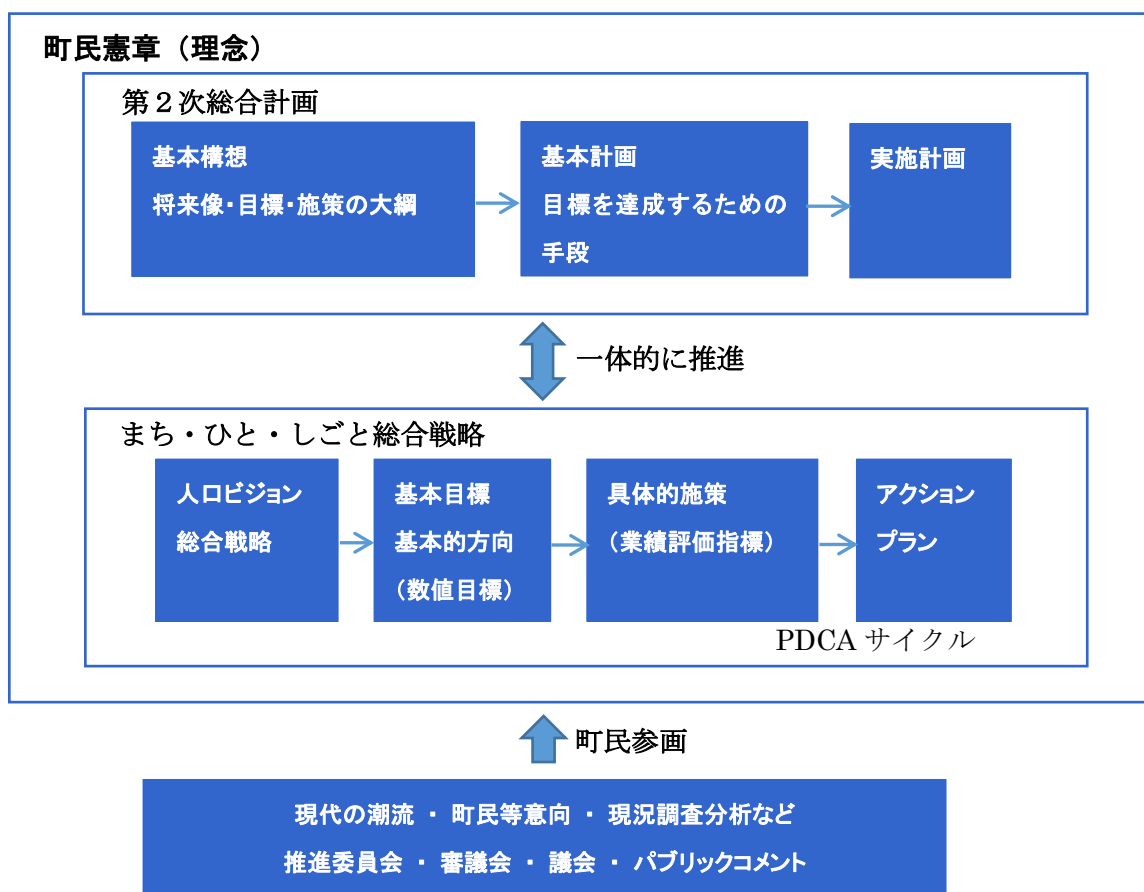 町民憲章（理念）
第２次総合計画
基本構想
将来像・目標・施策の大綱
基本計画
目標を達成するための
手段
実施計画
一体的に推進
まち・ひと・しごと総合戦略
人口ビジョン
総合戦略
基本目標
基本的方向
（数値目標）
具体的施策
（業績評価指標）
アクション
プラン
PDCA サイクル
町民参画
現代の潮流 ・ 町民等意向 ・ 現況調査分析など
推進委員会 ・ 審議会 ・ 議会 ・ パブリックコメント